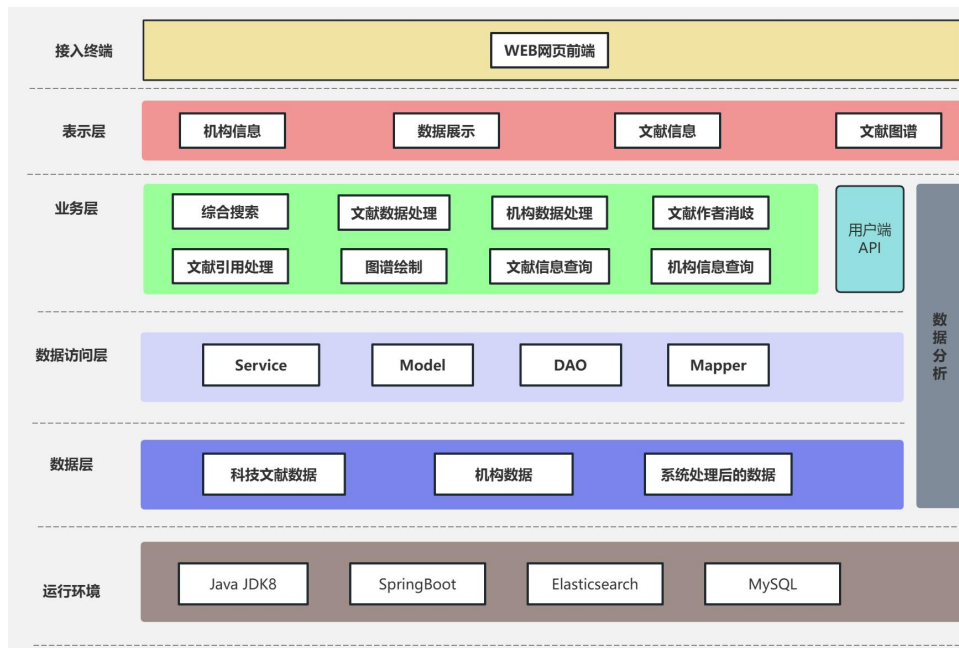 接入终端
WEB网页前端
表示层
机构信息
数据展示
文献信息
文献图谱
业务层
综合搜索
文献数据处理
机构数据处理
文献作者消歧
文献引用处理
图谱绘制
文献信息查询
机构信息查询
用户端
API
数据分析
数据访问层
Service
Model
DAO
Mapper
数据层
科技文献数据
机构数据
系统处理后的数据
运行环境
Java JDK8
SpringBoot
Elasticsearch
MySQL